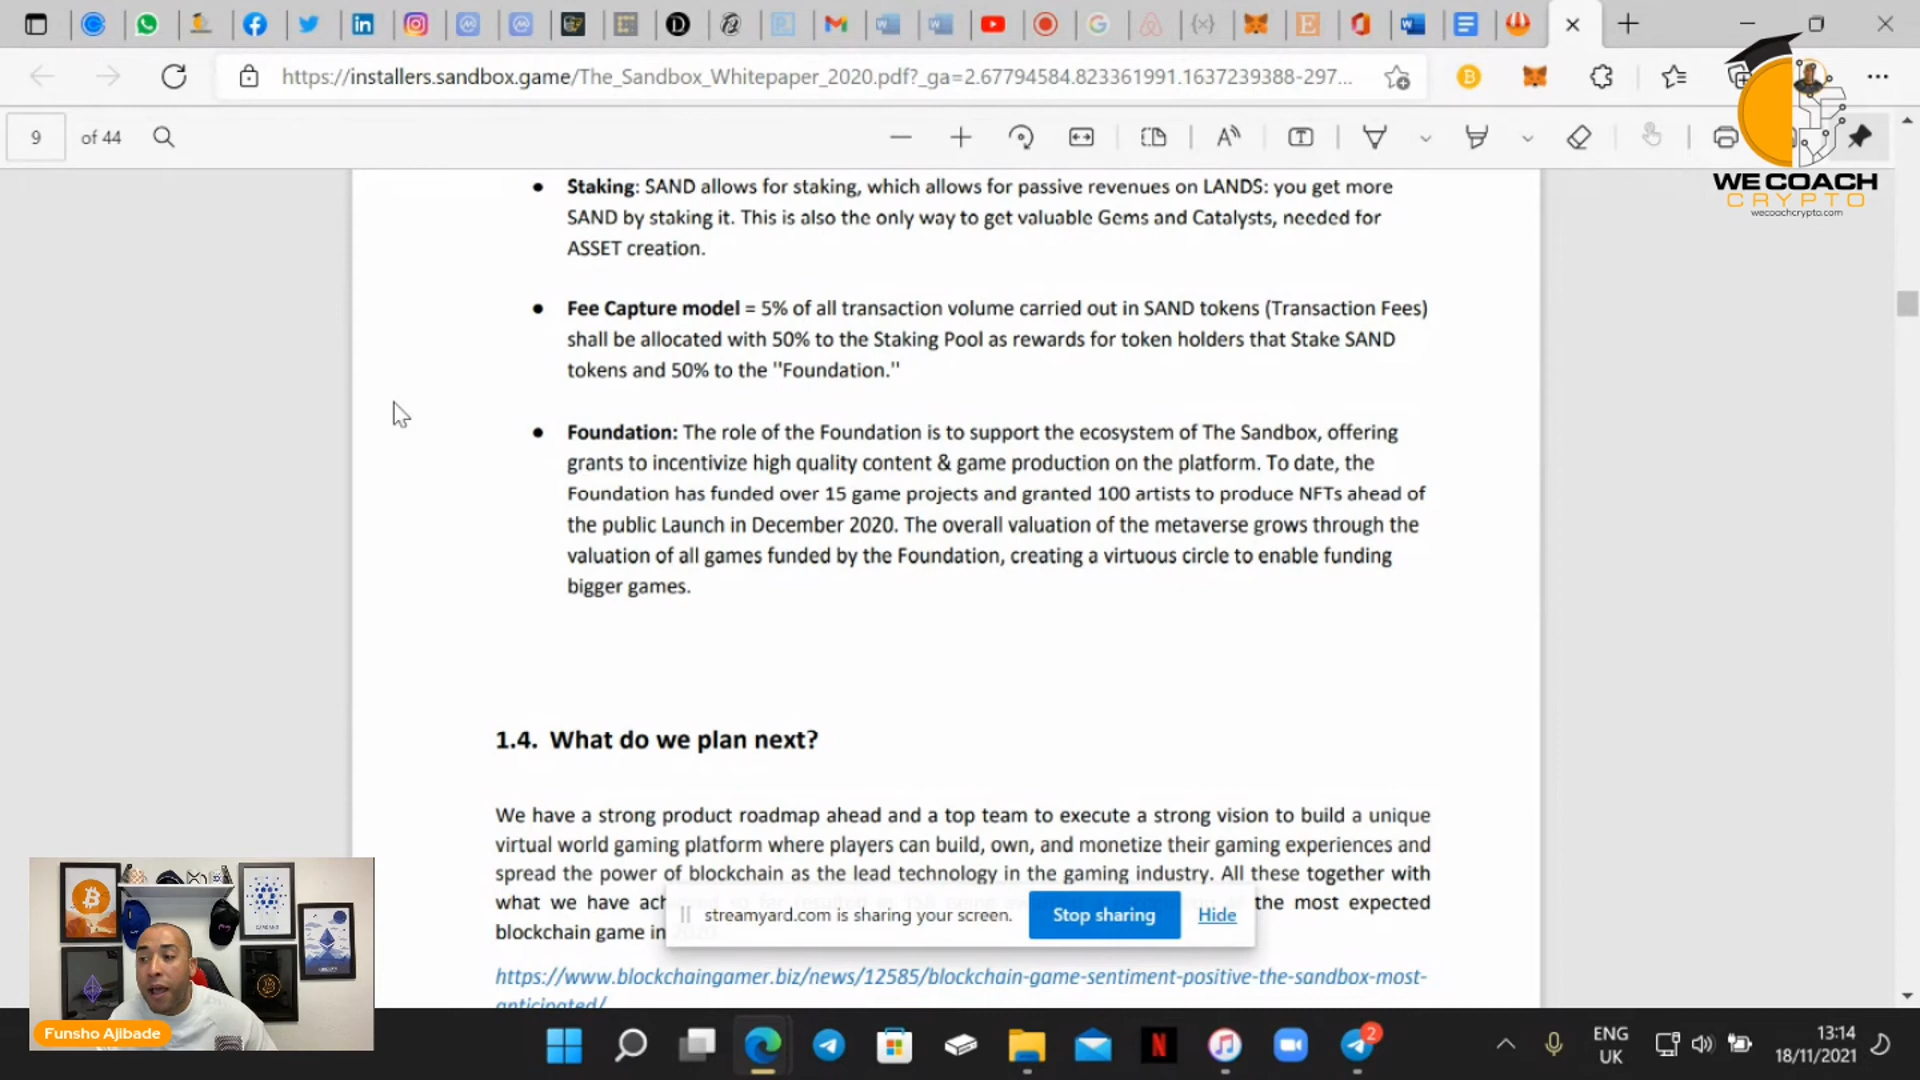 https://installers.sandbox.game/The_Sandbox_Whitepaper_2020.pdf?_ga=2.67794584.823361991.1637239388-297...
9 of 44
WE COACH
CRYPTO
wecoachcrypto.com
• Staking: SAND allows for staking, which allows for passive revenues on LANDS: you get more
SAND by staking it. This is also the only way to get valuable Gems and Catalysts, needed for
ASSET creation.
• Fee Capture model = 5% of all transaction volume carried out in SAND tokens (Transaction Fees)
shall be allocated with 50% to the Staking Pool as rewards for token holders that Stake SAND
tokens and 50% to the "Foundation."
• Foundation: The role of the Foundation is to support the ecosystem of The Sandbox, offering
grants to incentivize high quality content & game production on the platform. To date, the
Foundation has funded over 15 game projects and granted 100 artists to produce NFTs ahead of
the public Launch in December 2020. The overall valuation of the metaverse grows through the
valuation of all games funded by the Foundation, creating a virtuous circle to enable funding
bigger games.
1.4. What do we plan next?
We have a strong product roadmap ahead and a top team to execute a strong vision to build a unique
virtual world gaming platform where players can build, own, and monetize their gaming experiences and
spread the power of blockchain as the lead technology in the gaming industry. All these together with
what we have the most expected
blockchain game in
streamyard.com is sharing your screen.
Stop sharing
Hide
https://www.blockchaingamer.biz/news/12585/blockchain-game-sentiment-positive-the-sandbox-most-
anticipated/
Funsho Ajibade
2
ENG
UK
13:14
18/11/2021